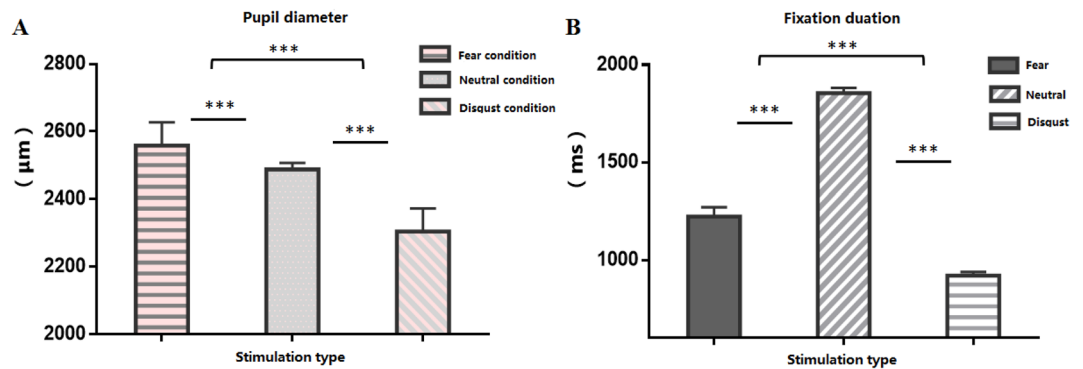 A
Pupil diameter
***
Fear condition
Neutral condition
Disqust condition
***
***
2800
2600
2400
2200
2000
( μm )
Stimulation type
B
Fixation duation
***
Fear
Neutral
Disqust
***
***
2000
1500
1000
( ms )
Stimulation type